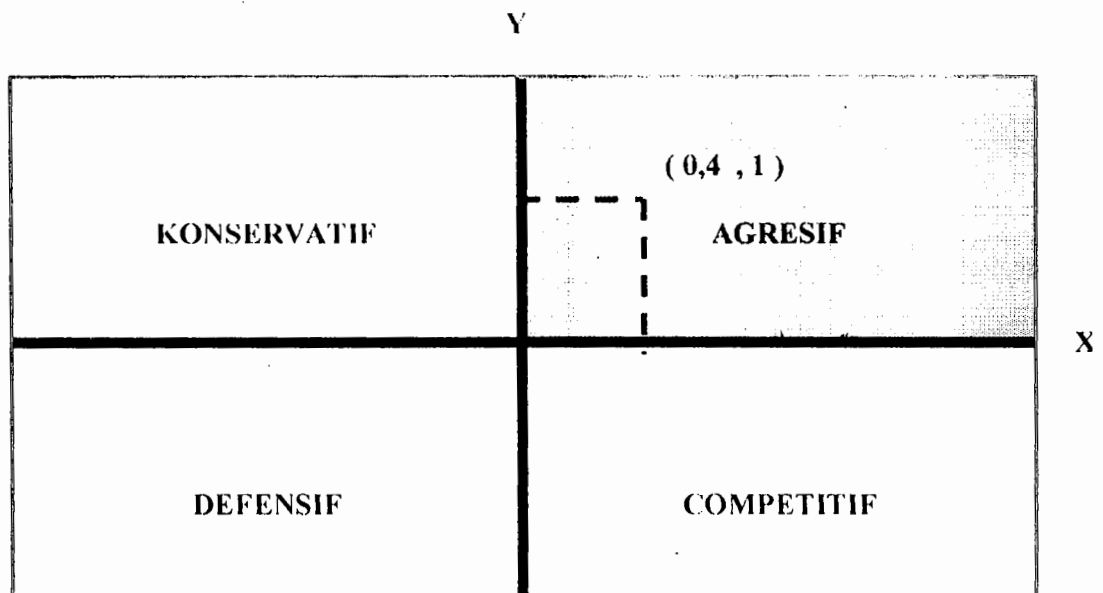 Y
( 0,4 , 1 )
KONSERVATIF
AGRESIF
X
DEFENSIF
COMPETITIF